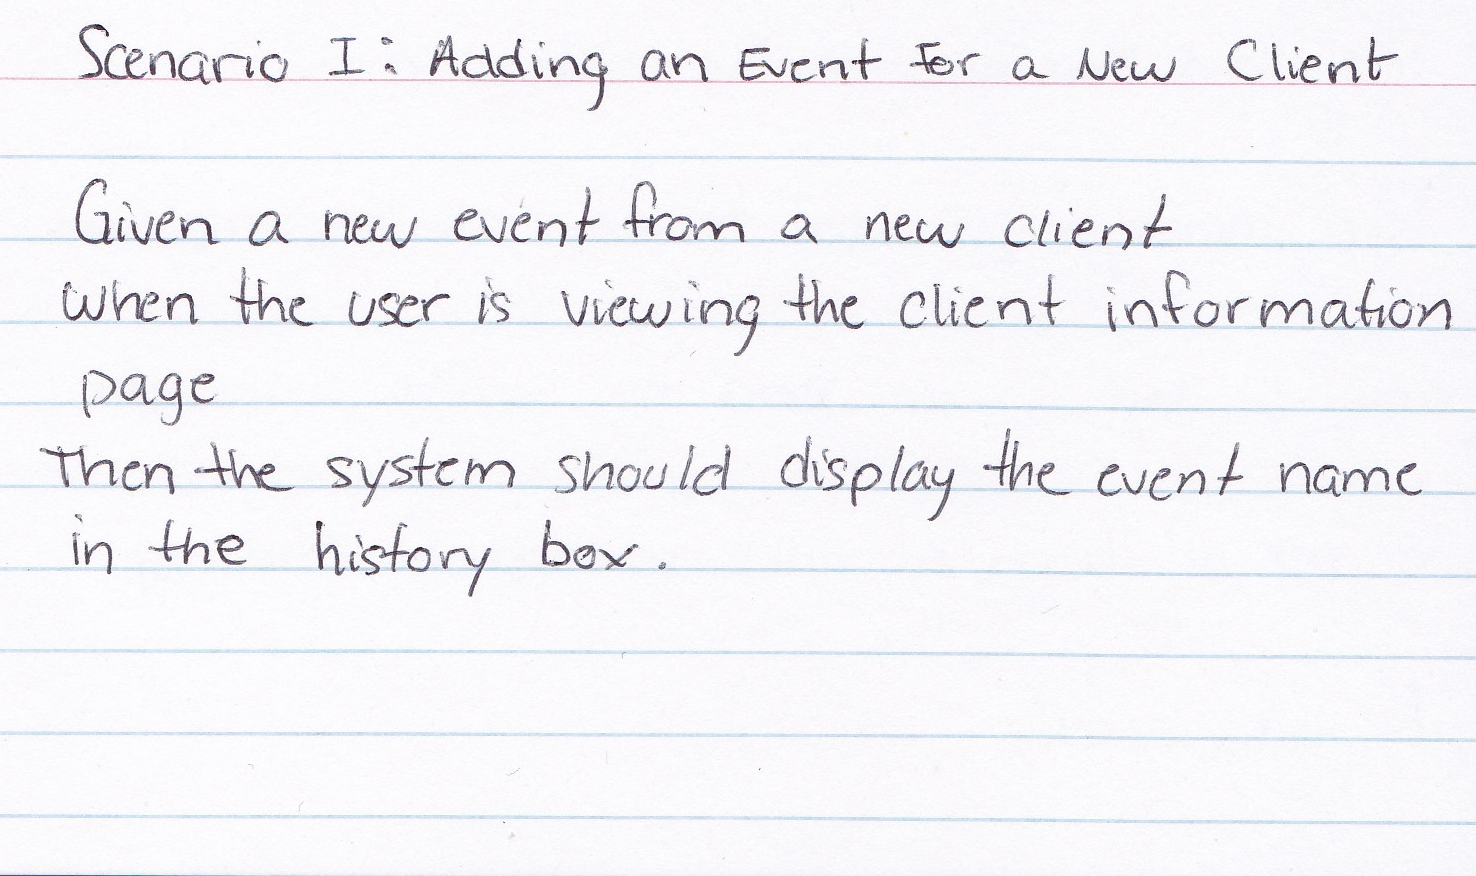 Scenario I: Adding an Event For a New Client
Given a new event from a new client
when the user is viewing the client information
page
Then the system should display the event name
in the history box.